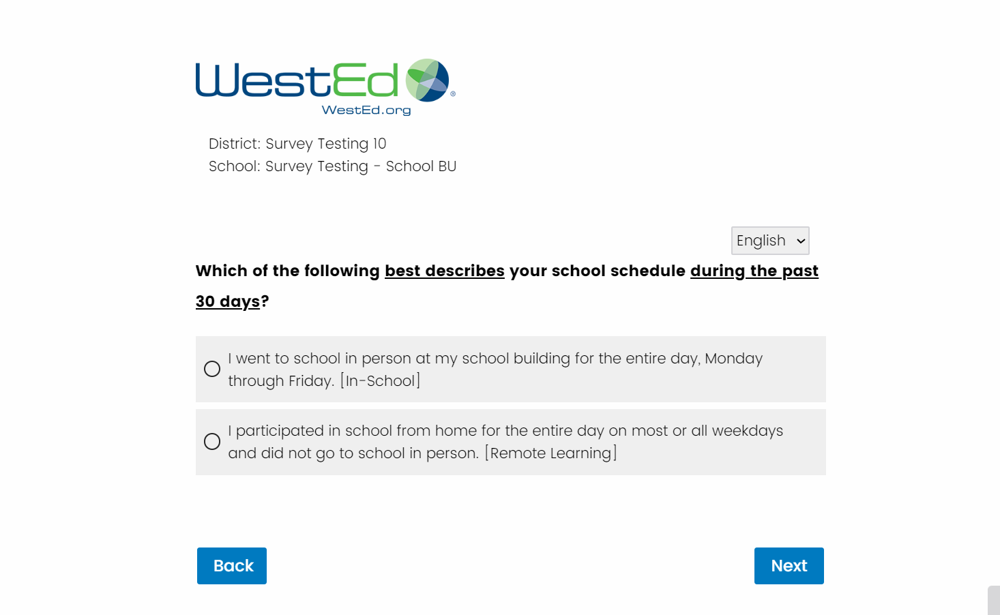 WestEd®
WestEd.org
District: Survey Testing 10
School: Survey Testing - School BU
English
Which of the following best describes your school schedule during the past
30 days?
I went to school in person at my school building for the entire day, Monday
through Friday. [In-School]
I participated in school from home for the entire day on most or all weekdays
and did not go to school in person. [Remote Learning]
Back
Next